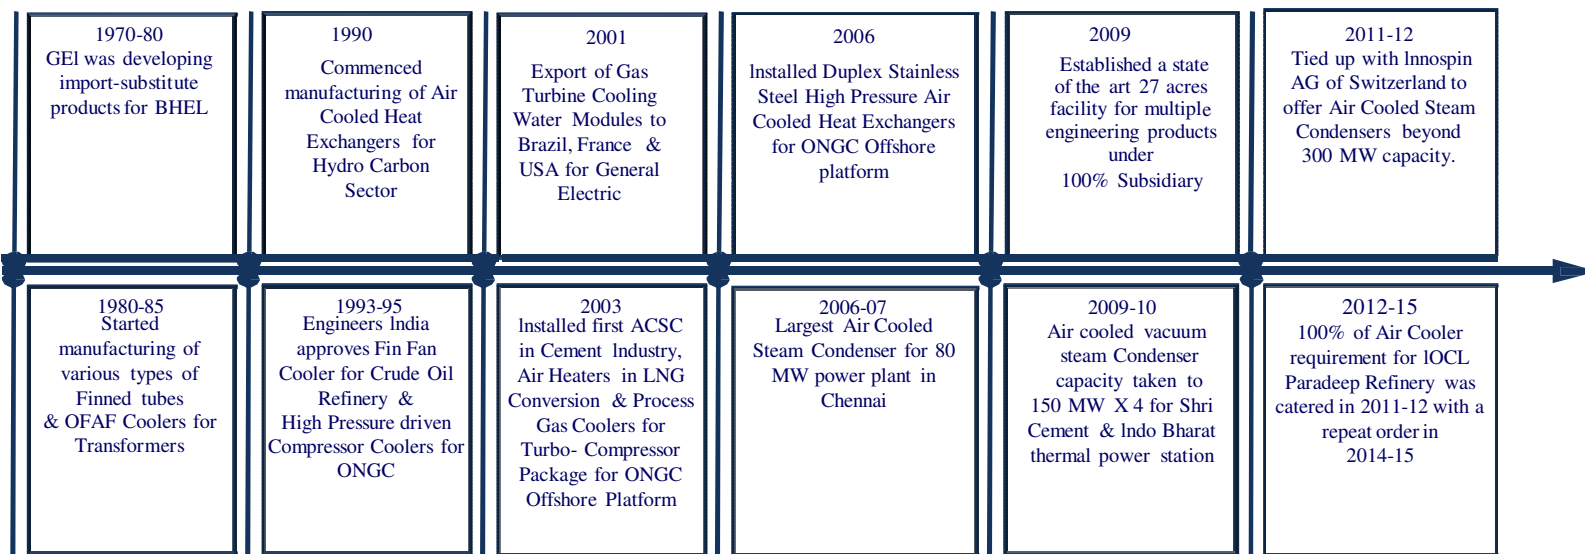 1970-80
GEl was developing
import-substitute
products for BHEL
1990
Commenced
manufacturing of Air
Cooled Heat
Exchangers for
Hydro Carbon
Sector
2001
Export of Gas
Turbine Cooling
Water Modules to
Brazil, France &
USA for General
Electric
2006
lnstalled Duplex Stainless
Steel High Pressure Air
Cooled Heat Exchangers
for ONGC Offshore
platform
2009
Established a state
of the art 27 acres
facility for multiple
engineering products
under
100% Subsidiary
2011-12
Tied up with lnnospin
AG of Switzerland to
offer Air Cooled Steam
Condensers beyond
300 MW capacity.
1980-85
Started
manufacturing of
various types of
Finned tubes
& OFAF Coolers for
Transformers
1993-95
Engineers lndia
approves Fin Fan
Cooler for Crude Oil
Refinery &
High Pressure driven
Compressor Coolers for
ONGC
2003
lnstalled first ACSC
in Cement lndustry,
Air Heaters in LNG
Conversion & Process
Gas Coolers for
Turbo- Compressor
Package for ONGC
Offshore Platform
2006-07
Largest Air Cooled
Steam Condenser for 80
MW power plant in
Chennai
2009-10
Air cooled vacuum
steam Condenser
capacity taken to
150 MW X 4 for Shri
Cement & lndo Bharat
thermal power station
2012-15
100% of Air Cooler
requirement for lOCL
Paradeep Refinery was
catered in 2011-12 with a
repeat order in
2014-15